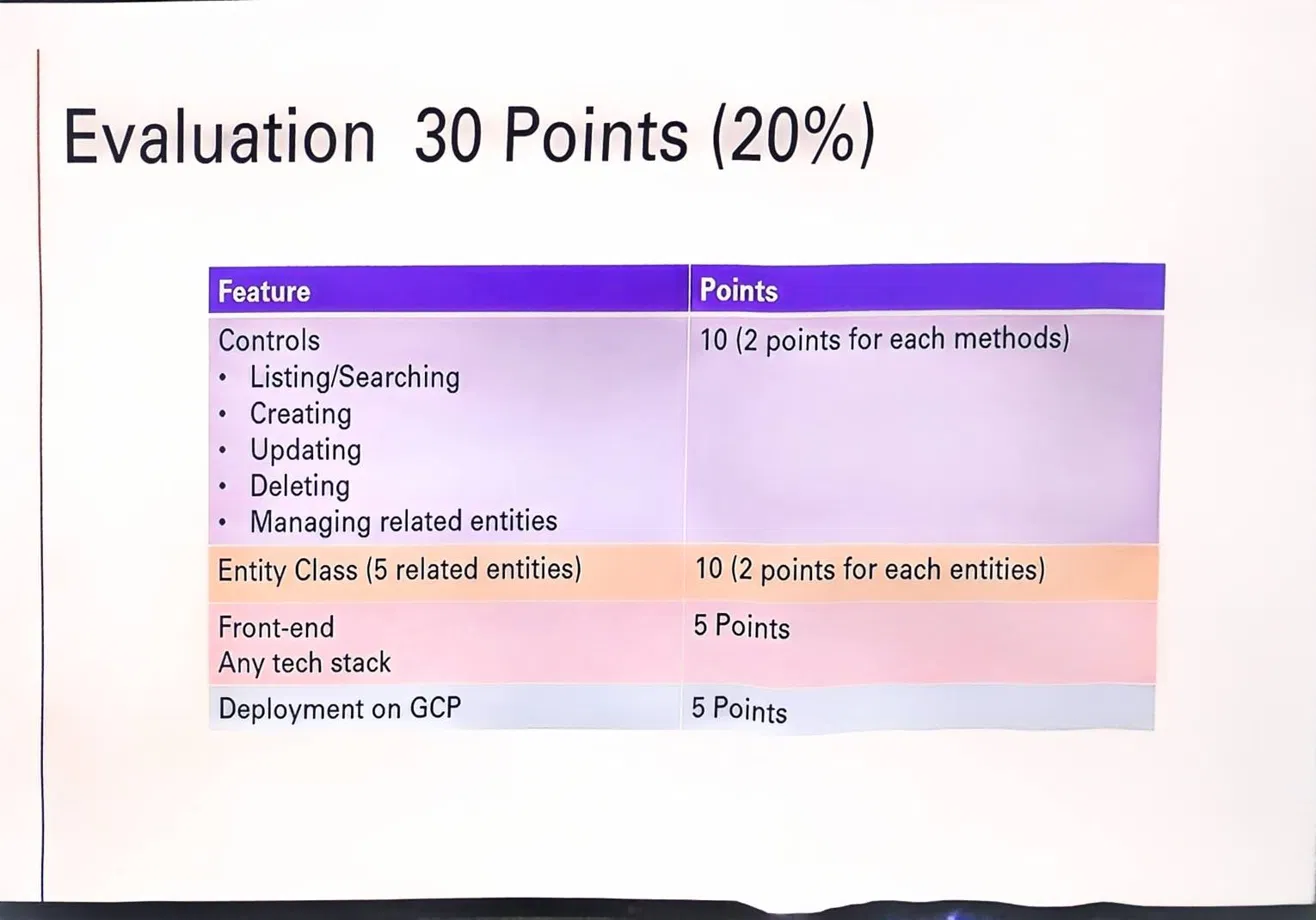 Evaluation 30 Points (20%)
Feature
Points
Controls
10 (2 points for each methods)
• Listing/Searching
• Creating
• Updating
• Deleting
• Managing related entities
Entity Class (5 related entities)
10 (2 points for each entities)
Front-end
5 Points
Any tech stack
Deployment on GCP
5 Points